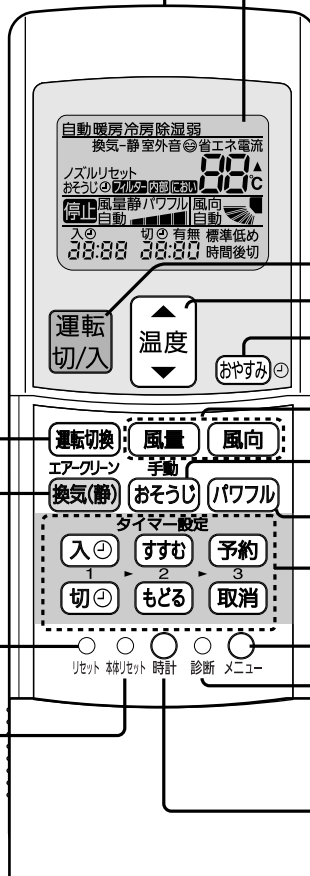 自動暖房冷房除湿弱
換気-静室外音省エネ電流
ノズルリセット
おそうじ フィルター 内部 におい 88℃
停止 風量静パワフル 風向
自動 自動
入 切 有無 標準低め
28:88 28:80 時間後切
運転
切/入
温度
おやすみ
運転切換 風量 風向
エアークリーン 手動
換気(静) おそうじ パワフル
タイマー設定
入 すすむ 予約
1 2 3
切 もどる 取消
リセット 本体リセット 時計 診断 メニュー